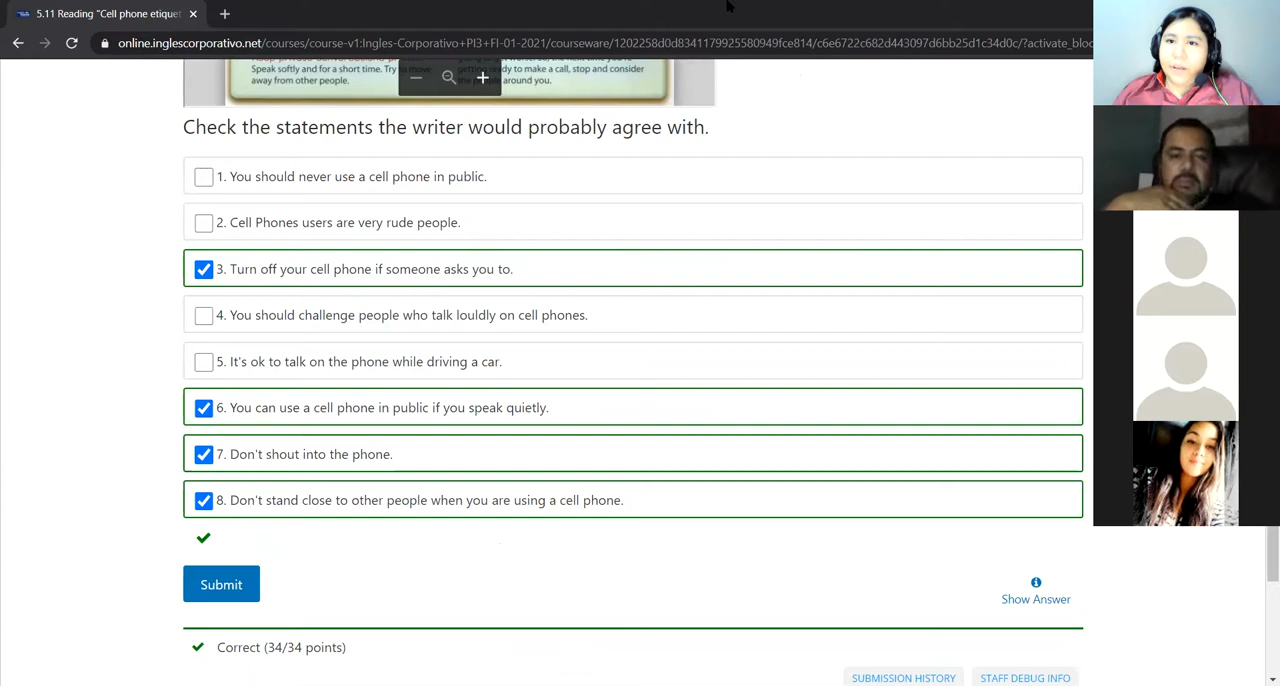 5.11 Reading "Cell phone etiquet
online.inglescorporativo.net/courses/course-v1:Ingles-Corporativo+PI3+FI-01-2021/courseware/1202258d0d8341179925580949fce814/c6e6722c682d443097d6bb25d1c34d0c/?activate_bloc
Speak softly and for a short time. Try to move
away from other people.
getting ready to make a call, stop and consider
people around you.
Check the statements the writer would probably agree with.
1. You should never use a cell phone in public.
2. Cell Phones users are very rude people.
3. Turn off your cell phone if someone asks you to.
4. You should challenge people who talk louldly on cell phones.
5. It's ok to talk on the phone while driving a car.
6. You can use a cell phone in public if you speak quietly.
7. Don't shout into the phone.
8. Don't stand close to other people when you are using a cell phone.
Submit
Show Answer
Correct (34/34 points)
SUBMISSION HISTORY
STAFF DEBUG INFO